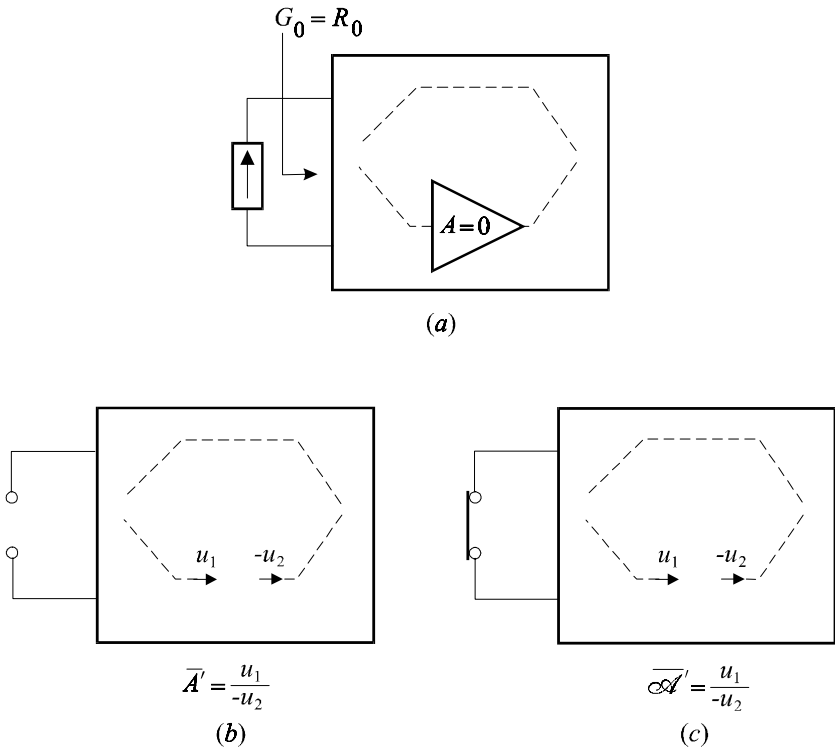 G₀ = R₀
A = 0
(a)
u₁ -u₂
u₁ -u₂
A̅′ = u₁/-u₂
𝒜̅′ = u₁/-u₂
(b)
(c)